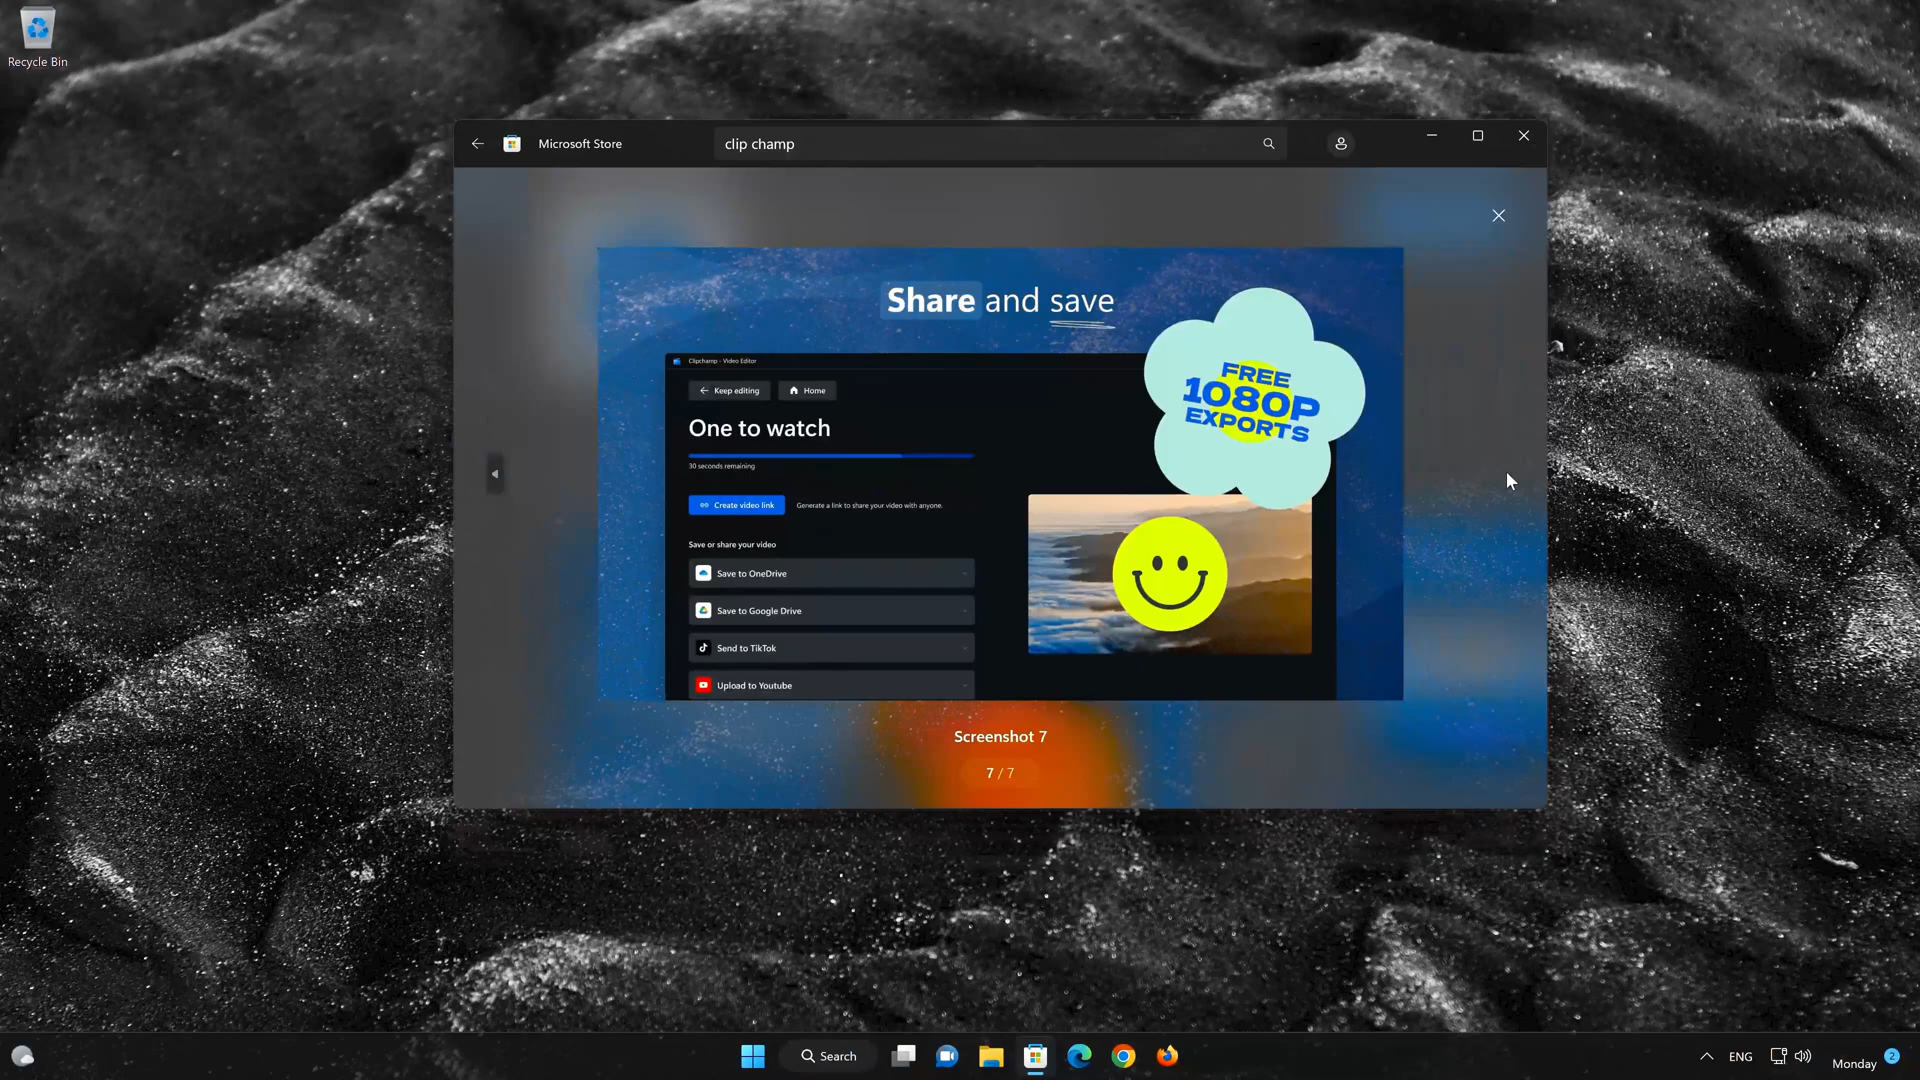 Recycle Bin
Microsoft Store
clip champ
Share and save
Clipchamp - Video Editor
Keep editing
Home
One to watch
30 seconds remaining
Create video link
Generate a link to share your video with anyone.
Save or share your video
Save to OneDrive
Save to Google Drive
Send to TikTok
Upload to Youtube
FREE
1080P
EXPORTS
Screenshot 7
7 / 7
Search
ENG
Monday
2